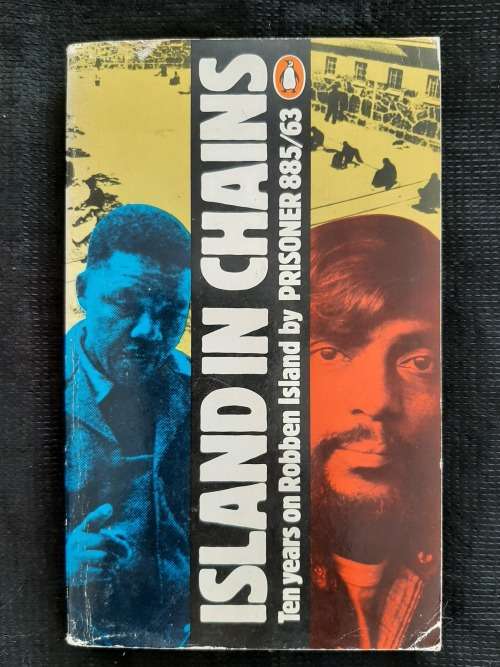 ISLAND IN CHAINS
Ten years on Robben Island by PRISONER 885/63